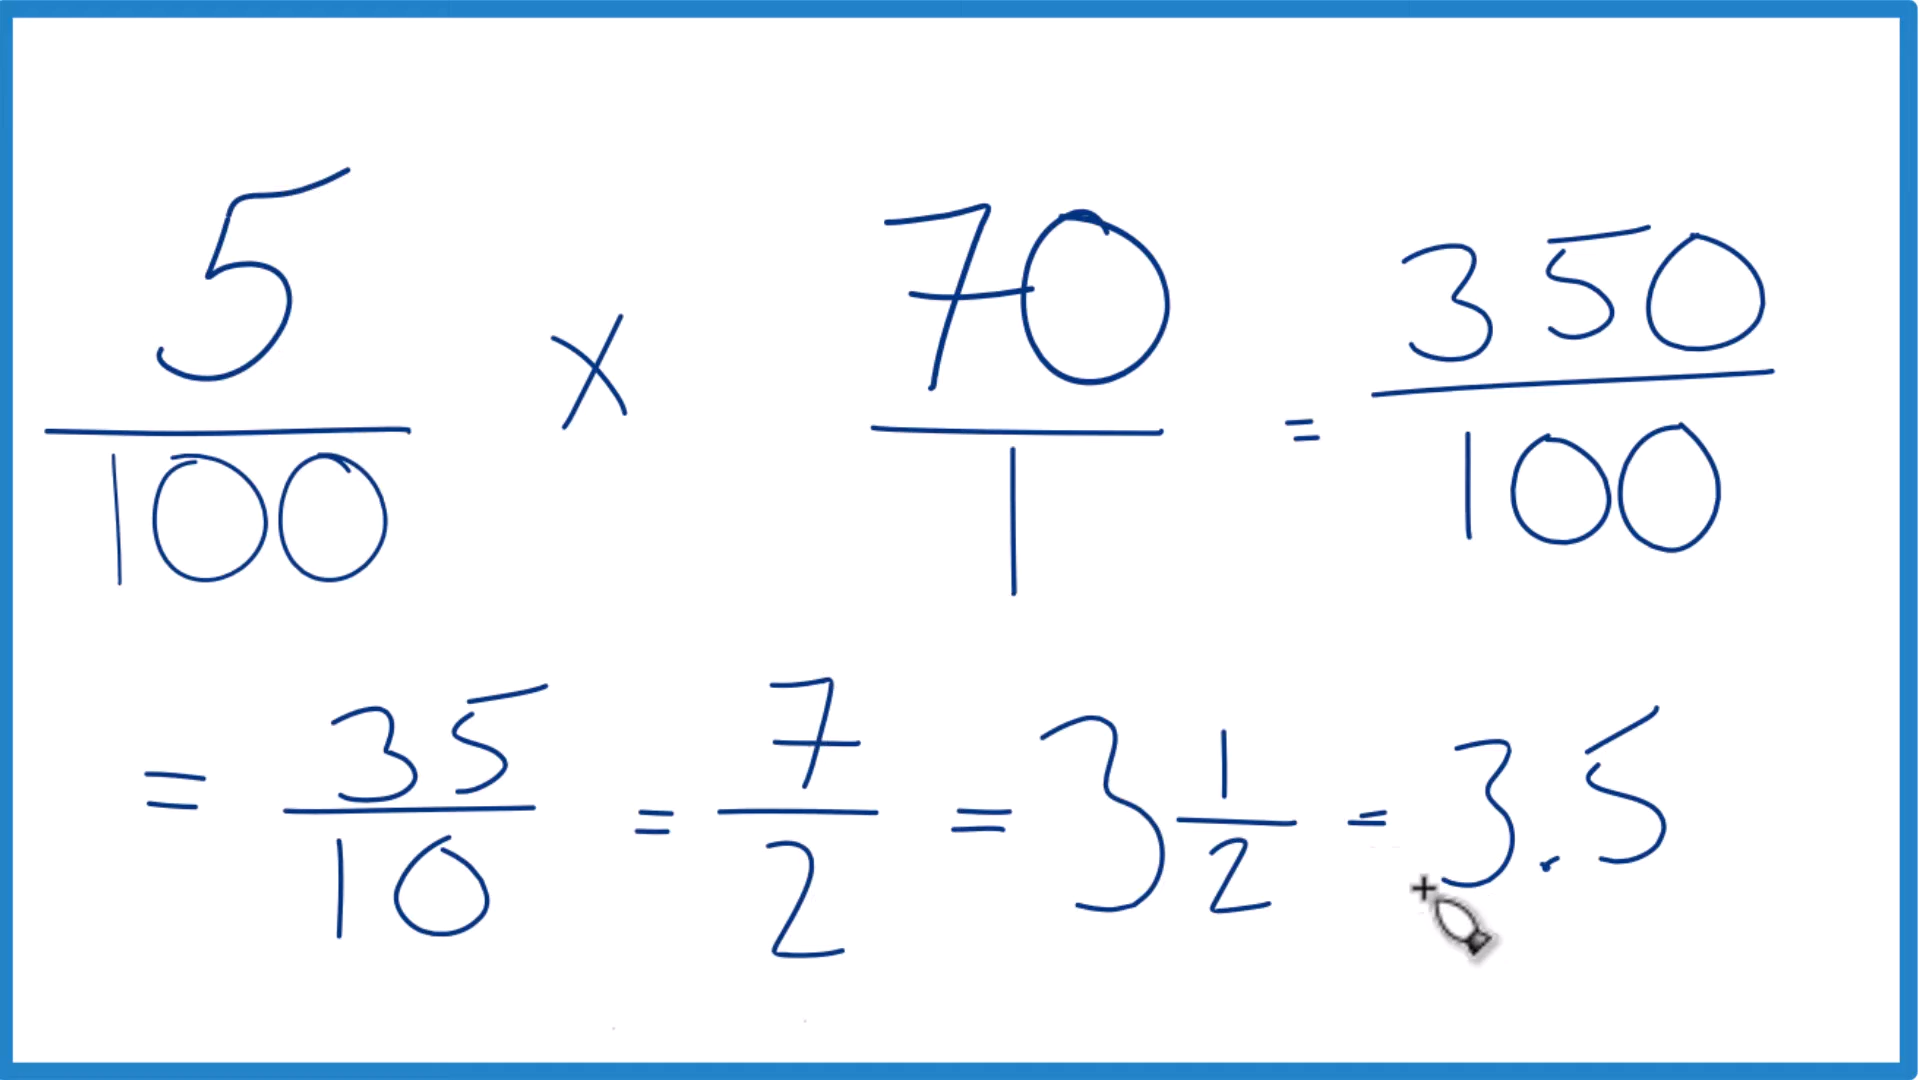 5/100 x 70/1 = 350/100
= 35/10 = 7/2 = 3 1/2 = 3.5